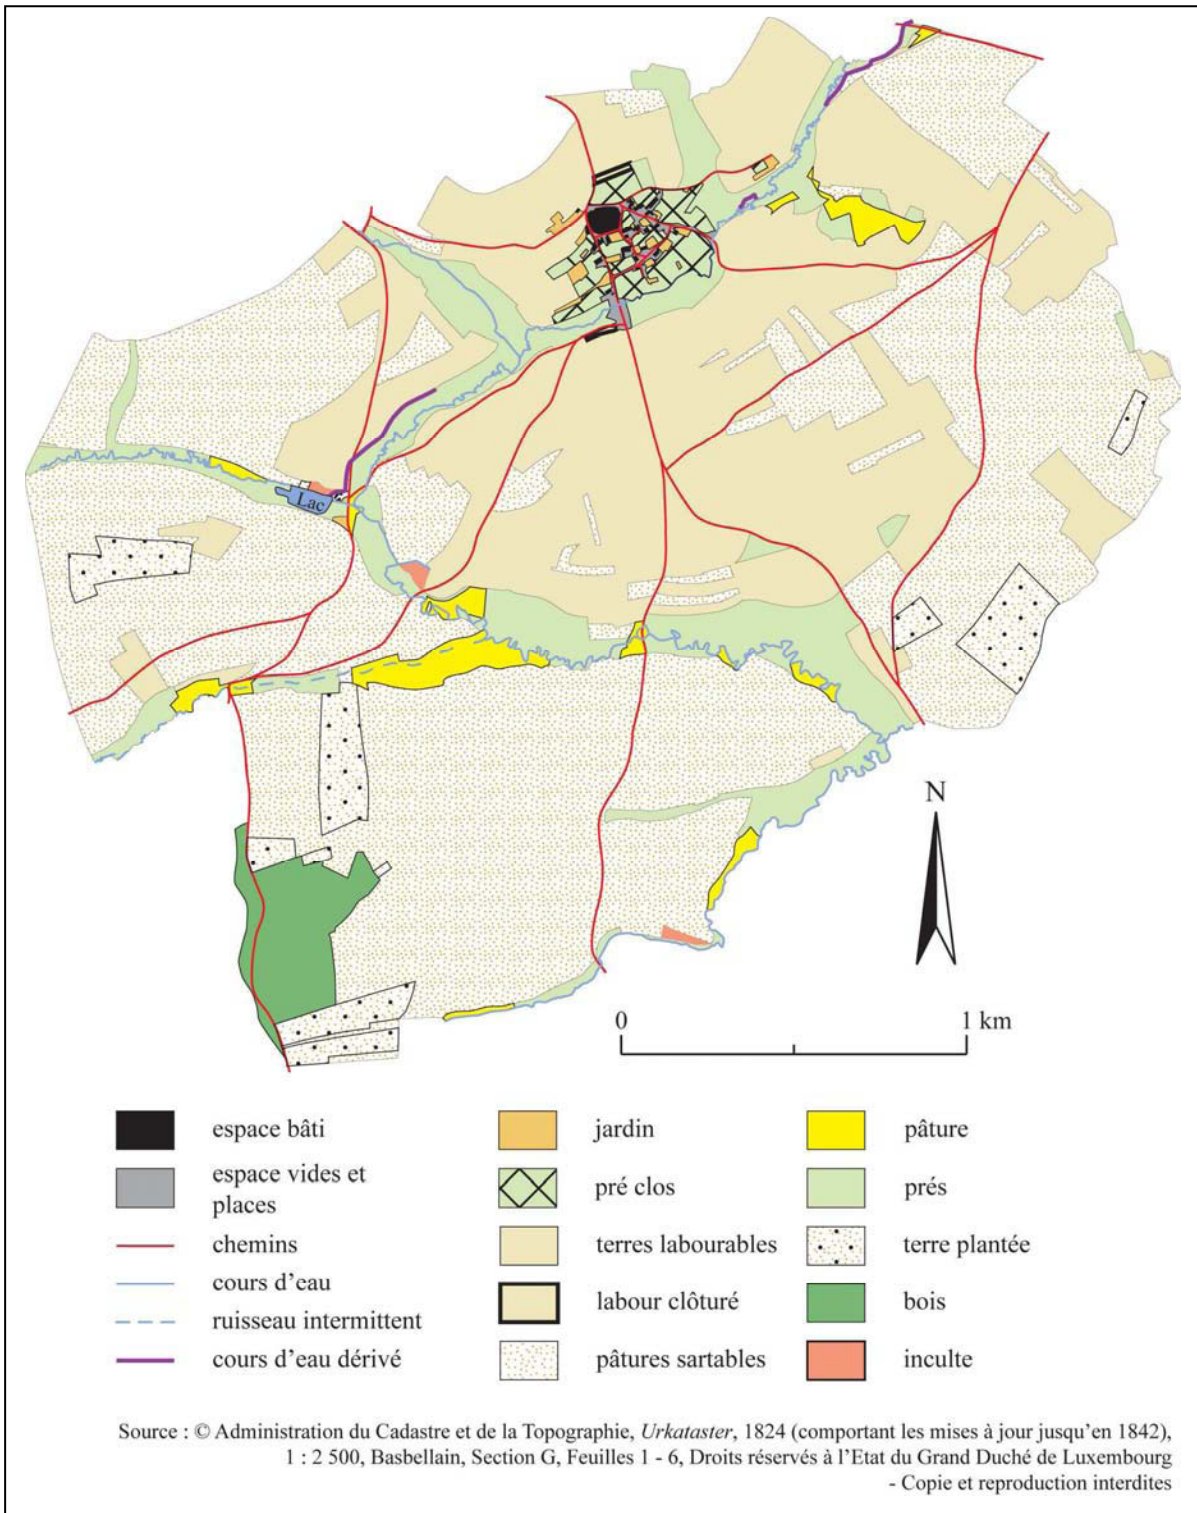 Lac
N
0
1 km
espace bâti
espace vides et
places
chemins
cours d'eau
ruisseau intermittent
cours d'eau dérivé
jardin
pré clos
terres labourables
labour clôturé
pâtures sartables
pâture
prés
terre plantée
bois
inculte
Source : © Administration du Cadastre et de la Topographie, Urkataster, 1824 (comportant les mises à jour jusqu'en 1842),
1 : 2 500, Basbellain, Section G, Feuilles 1 - 6, Droits réservés à l'Etat du Grand Duché de Luxembourg
- Copie et reproduction interdites